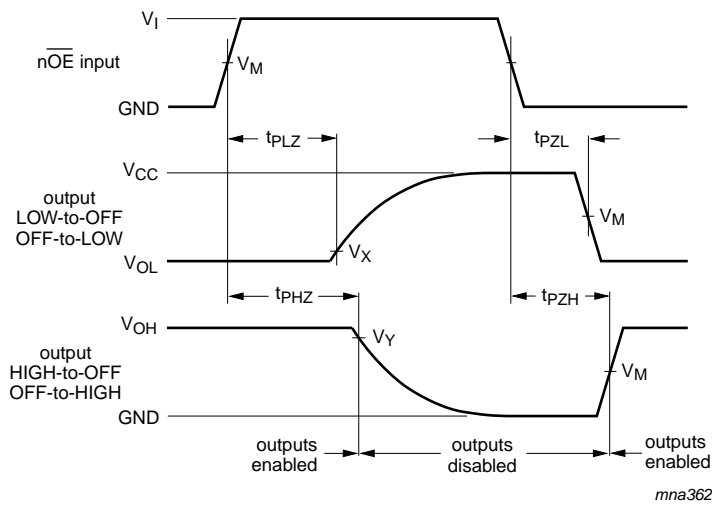 V_I
nO̅E̅ input
V_M
GND
t_PLZ
t_PZL
V_CC
output
LOW-to-OFF
OFF-to-LOW
V_M
V_X
V_OL
t_PHZ
t_PZH
V_OH
V_Y
output
HIGH-to-OFF
OFF-to-HIGH
V_M
GND
outputs
enabled
outputs
disabled
outputs
enabled
mna362